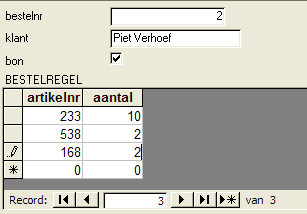 bestelnr 2
klant Piet Verhoef
bon
BESTELREGEL
artikelnr aantal
233 10
538 2
168 2
0 0
Record: 3 van 3